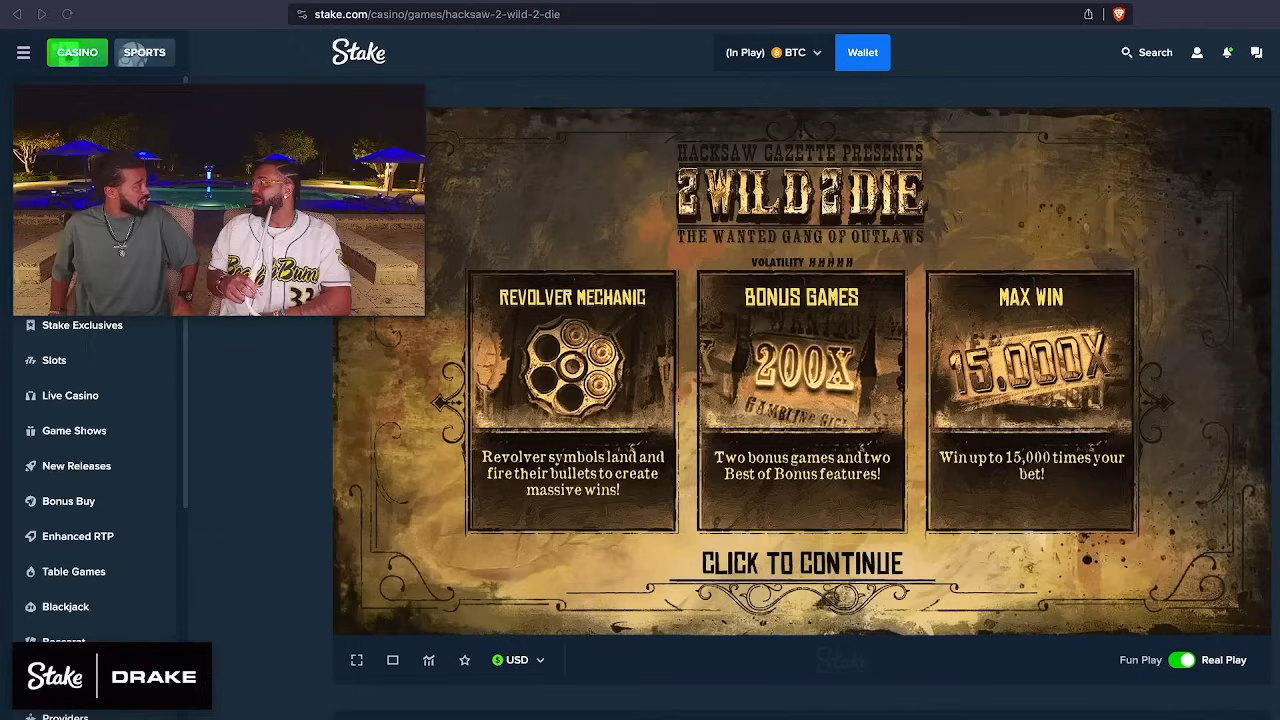 stake.com/casino/games/hacksaw-2-wild-2-die
CASINO
SPORTS
Stake
(In Play) BTC
Wallet
Search
HACKSAW GAZETTE PRESENTS
2 WILD 2 DIE
THE WANTED GANG OF OUTLAWS
VOLATILITY
REVOLVER MECHANIC
Revolver symbols land and
fire their bullets to create
massive wins!
BONUS GAMES
200X
Two bonus games and two
Best of Bonus features!
MAX WIN
15.000X
Win up to 15,000 times your
bet!
CLICK TO CONTINUE
Stake Exclusives
Slots
Live Casino
Game Shows
New Releases
Bonus Buy
Enhanced RTP
Table Games
Blackjack
Baccarat
Providers
Stake
DRAKE
USD
Stake
Fun Play
Real Play